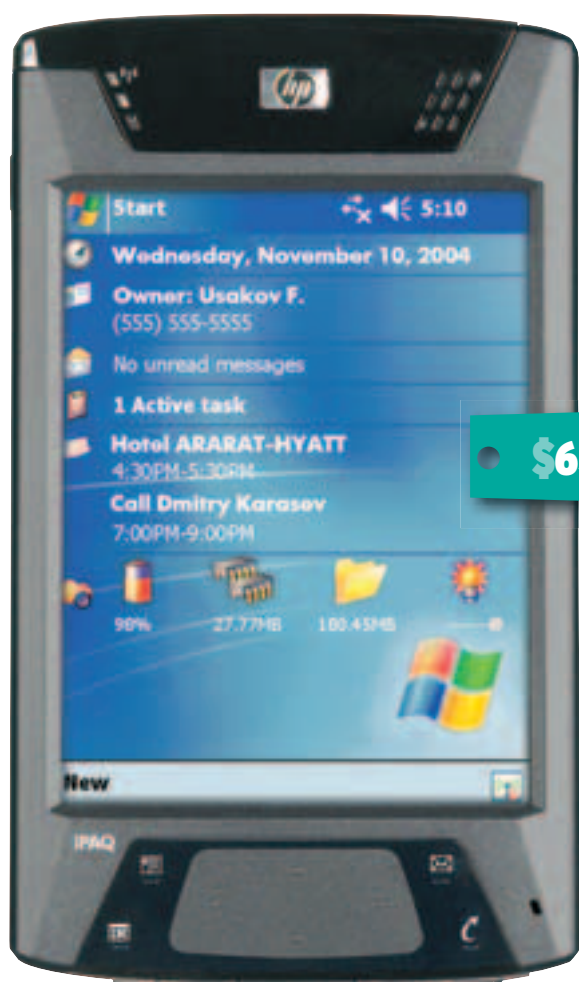 hp
Start 5:10
Wednesday, November 10, 2004
Owner: Usakov F.
(555) 555-5555
No unread messages
1 Active task
Hotel ARARAT-HYATT
4:30PM-5:30PM
Call Dmitry Karasev
7:00PM-9:00PM
$6
98% 27.77MB 180.45MB
New
iPAQ